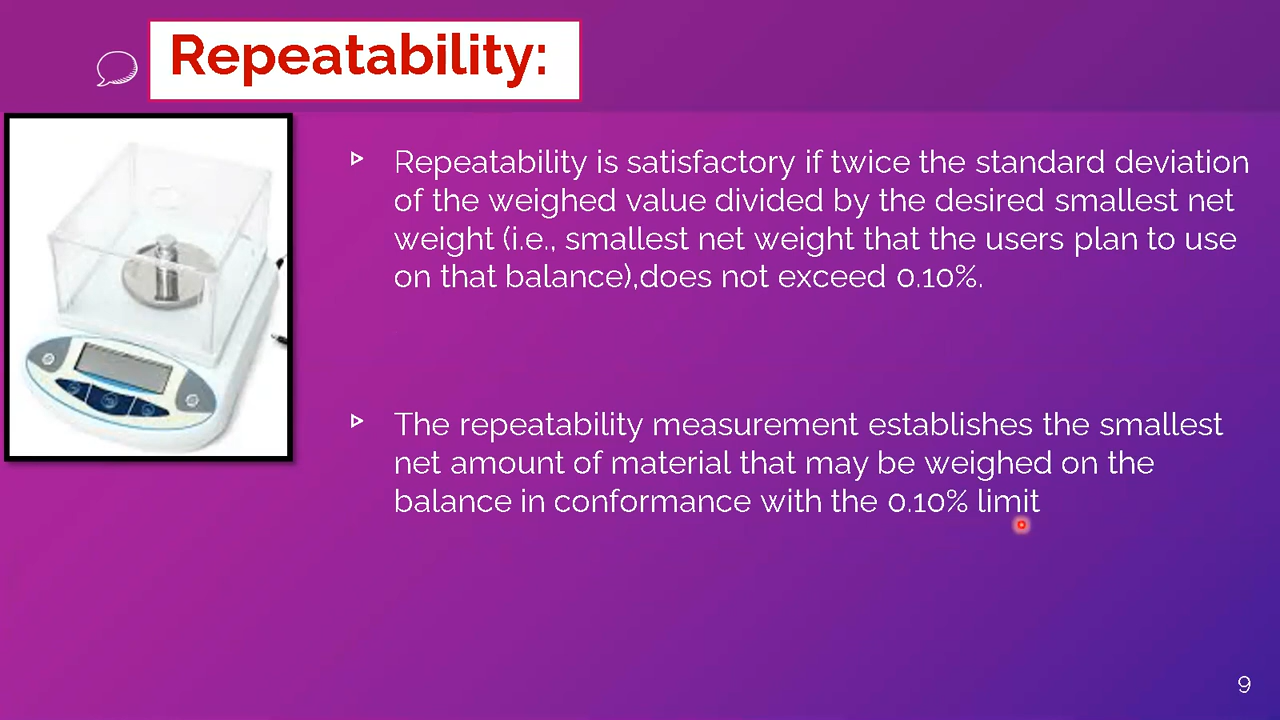 Repeatability:
Repeatability is satisfactory if twice the standard deviation
of the weighed value divided by the desired smallest net
weight (i.e., smallest net weight that the users plan to use
on that balance),does not exceed 0.10%.
The repeatability measurement establishes the smallest
net amount of material that may be weighed on the
balance in conformance with the 0.10% limit
9